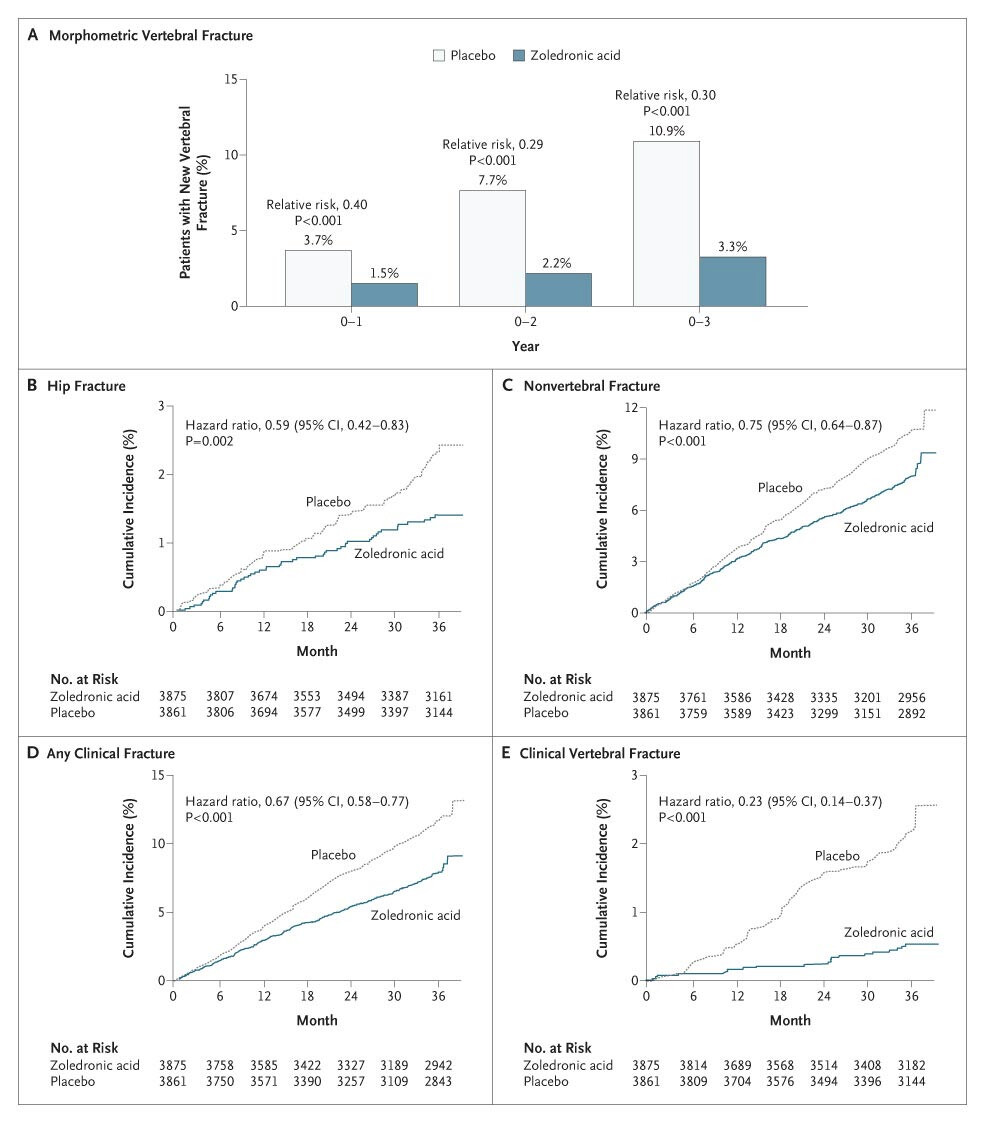 A Morphometric Vertebral Fracture
Placebo Zoledronic acid
Patients with New Vertebral
Fracture (%)
15
10
5
0
Relative risk, 0.40
P<0.001
3.7%
1.5%
Relative risk, 0.29
P<0.001
7.7%
2.2%
Relative risk, 0.30
P<0.001
10.9%
3.3%
0–1 0–2 0–3
Year
B Hip Fracture
Cumulative Incidence (%)
3
2
1
0
Hazard ratio, 0.59 (95% CI, 0.42–0.83)
P=0.002
Placebo
Zoledronic acid
0 6 12 18 24 30 36
Month
No. at Risk
Zoledronic acid 3875 3807 3674 3553 3494 3387 3161
Placebo 3861 3806 3694 3577 3499 3397 3144
C Nonvertebral Fracture
Cumulative Incidence (%)
12
9
6
3
0
Hazard ratio, 0.75 (95% CI, 0.64–0.87)
P<0.001
Placebo
Zoledronic acid
0 6 12 18 24 30 36
Month
No. at Risk
Zoledronic acid 3875 3761 3586 3428 3335 3201 2956
Placebo 3861 3759 3589 3423 3299 3151 2892
D Any Clinical Fracture
Cumulative Incidence (%)
15
10
5
0
Hazard ratio, 0.67 (95% CI, 0.58–0.77)
P<0.001
Placebo
Zoledronic acid
0 6 12 18 24 30 36
Month
No. at Risk
Zoledronic acid 3875 3758 3585 3422 3327 3189 2942
Placebo 3861 3750 3571 3390 3257 3109 2843
E Clinical Vertebral Fracture
Cumulative Incidence (%)
3
2
1
0
Hazard ratio, 0.23 (95% CI, 0.14–0.37)
P<0.001
Placebo
Zoledronic acid
0 6 12 18 24 30 36
Month
No. at Risk
Zoledronic acid 3875 3814 3689 3568 3514 3408 3182
Placebo 3861 3809 3704 3576 3494 3396 3144